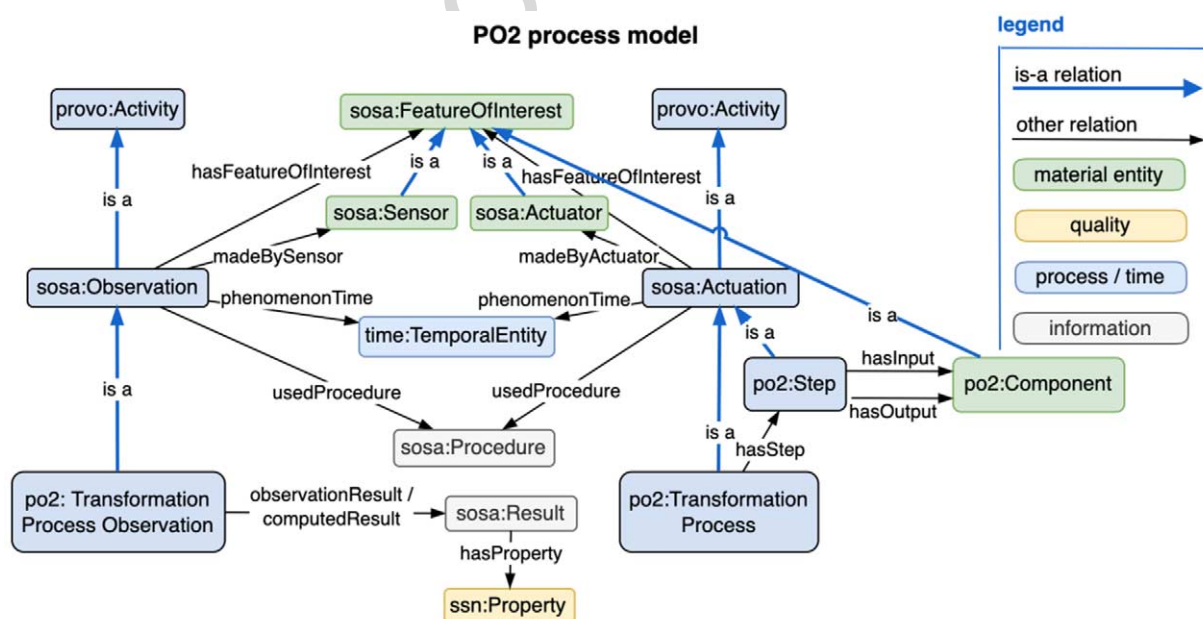 PO2 process model
legend
is-a relation
other relation
material entity
quality
process / time
information
provo:Activity
sosa:FeatureOfInterest
provo:Activity
is a
hasFeatureOfInterest
is a
is a
hasFeatureOfInterest
is a
sosa:Sensor
sosa:Actuator
madeBySensor
madeByActuator
sosa:Observation
sosa:Actuation
phenomenonTime
phenomenonTime
time:TemporalEntity
is a
is a
po2:Step
hasInput
hasOutput
po2:Component
is a
usedProcedure
usedProcedure
sosa:Procedure
is a
hasStep
po2: Transformation
Process Observation
observationResult /
computedResult
sosa:Result
po2:Transformation
Process
hasProperty
ssn:Property